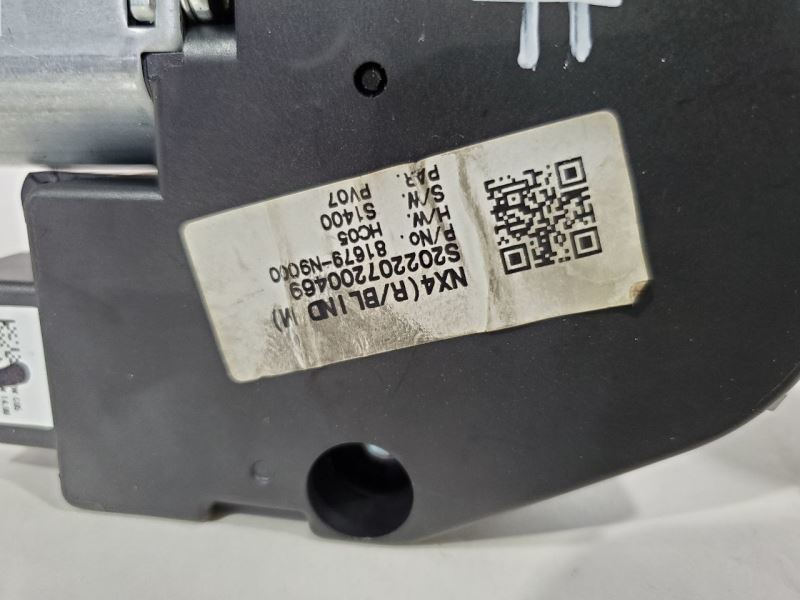 NX4(R/BLIND M)
S202207200469
P/No. 81679-N9000
H/W. HC05
S/W. S1400
PAR. PV07